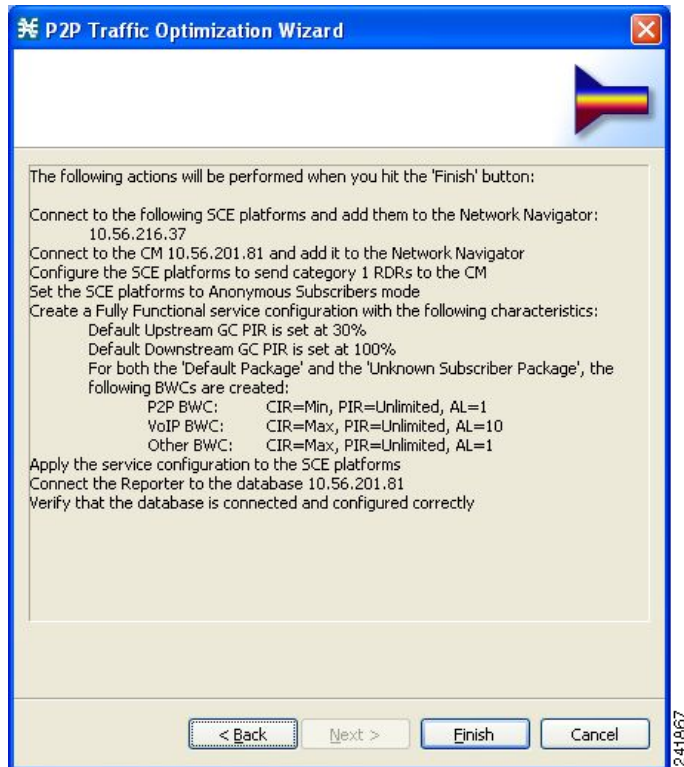 P2P Traffic Optimization Wizard
The following actions will be performed when you hit the 'Finish' button:
Connect to the following SCE platforms and add them to the Network Navigator:
10.56.216.37
Connect to the CM 10.56.201.81 and add it to the Network Navigator
Configure the SCE platforms to send category 1 RDRs to the CM
Set the SCE platforms to Anonymous Subscribers mode
Create a Fully Functional service configuration with the following characteristics:
Default Upstream GC PIR is set at 30%
Default Downstream GC PIR is set at 100%
For both the 'Default Package' and the 'Unknown Subscriber Package', the
following BWCs are created:
P2P BWC: CIR=Min, PIR=Unlimited, AL=1
VoIP BWC: CIR=Max, PIR=Unlimited, AL=10
Other BWC: CIR=Max, PIR=Unlimited, AL=1
Apply the service configuration to the SCE platforms
Connect the Reporter to the database 10.56.201.81
Verify that the database is connected and configured correctly
< Back Next > Finish Cancel
241867